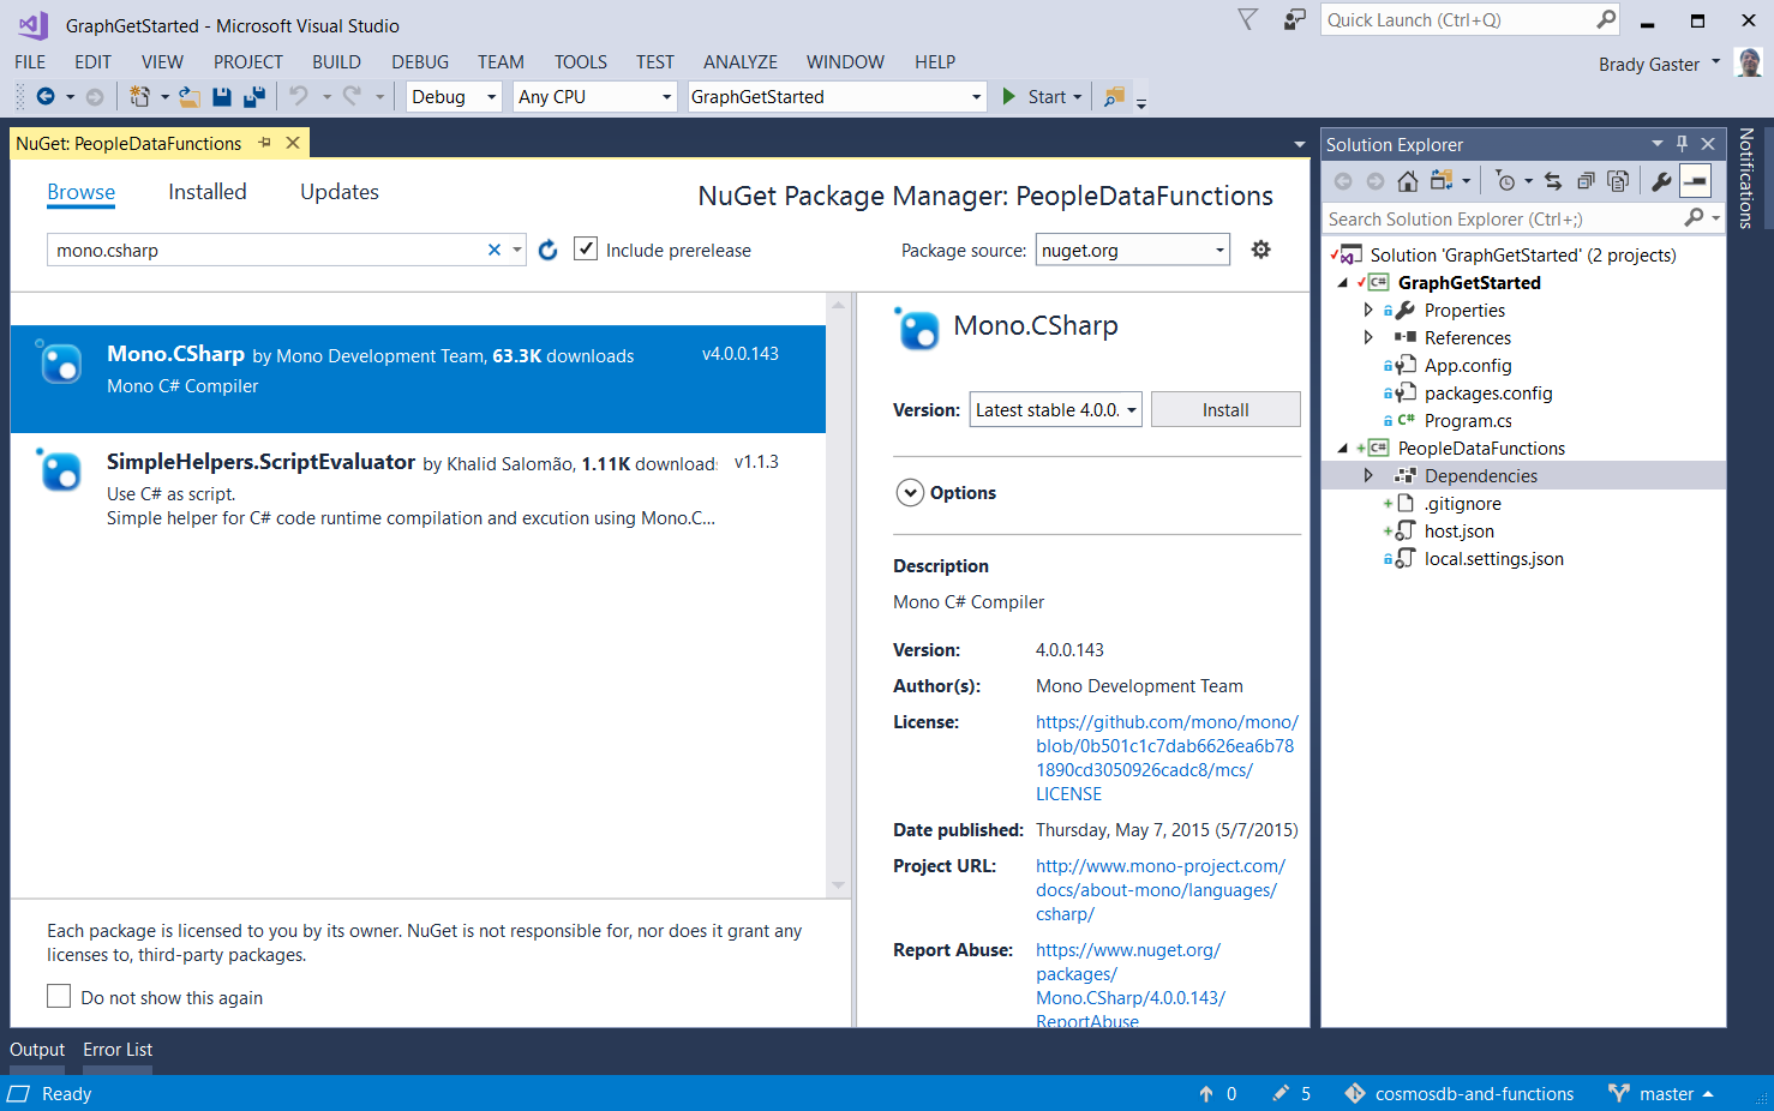 GraphGetStarted - Microsoft Visual Studio
Quick Launch (Ctrl+Q)
FILE EDIT VIEW PROJECT BUILD DEBUG TEAM TOOLS TEST ANALYZE WINDOW HELP
Brady Gaster
Debug Any CPU GraphGetStarted Start
NuGet: PeopleDataFunctions
Browse Installed Updates
NuGet Package Manager: PeopleDataFunctions
mono.csharp
Include prerelease
Package source: nuget.org
Mono.CSharp by Mono Development Team, 63.3K downloads v4.0.0.143
Mono C# Compiler
SimpleHelpers.ScriptEvaluator by Khalid Salomão, 1.11K download v1.1.3
Use C# as script.
Simple helper for C# code runtime compilation and excution using Mono.C...
Each package is licensed to you by its owner. NuGet is not responsible for, nor does it grant any
licenses to, third-party packages.
Do not show this again
Mono.CSharp
Version: Latest stable 4.0.0. Install
Options
Description
Mono C# Compiler
Version: 4.0.0.143
Author(s): Mono Development Team
License: https://github.com/mono/mono/
blob/0b501c1c7dab6626ea6b78
1890cd3050926cadc8/mcs/
LICENSE
Date published: Thursday, May 7, 2015 (5/7/2015)
Project URL: http://www.mono-project.com/
docs/about-mono/languages/
csharp/
Report Abuse: https://www.nuget.org/
packages/
Mono.CSharp/4.0.0.143/
ReportAbuse
Solution Explorer
Search Solution Explorer (Ctrl+;)
Solution 'GraphGetStarted' (2 projects)
C# GraphGetStarted
Properties
References
App.config
packages.config
C# Program.cs
C# PeopleDataFunctions
Dependencies
.gitignore
host.json
local.settings.json
Notifications
Output Error List
Ready
0 5 cosmosdb-and-functions master